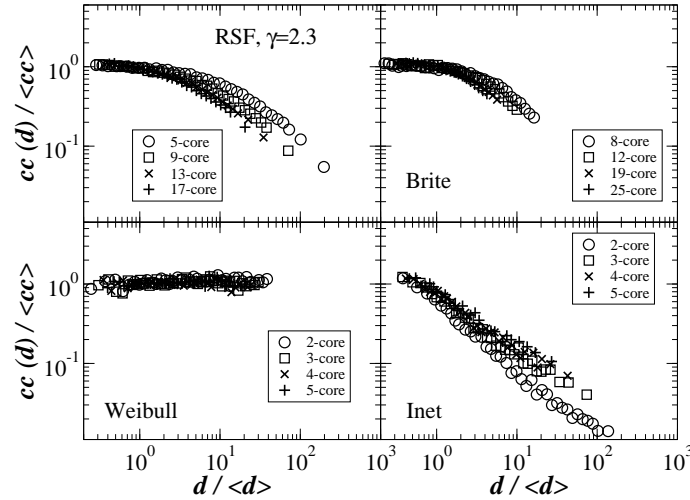 RSF, γ=2.3
cc (d) / <cc>
10^0
10^-1
5-core
9-core
13-core
17-core
Brite
8-core
12-core
19-core
25-core
cc (d) / <cc>
10^0
10^-1
Weibull
2-core
3-core
4-core
5-core
Inet
2-core
3-core
4-core
5-core
10^0 10^1 10^2 10^3 10^0 10^1 10^2 10^3
d / <d> d / <d>